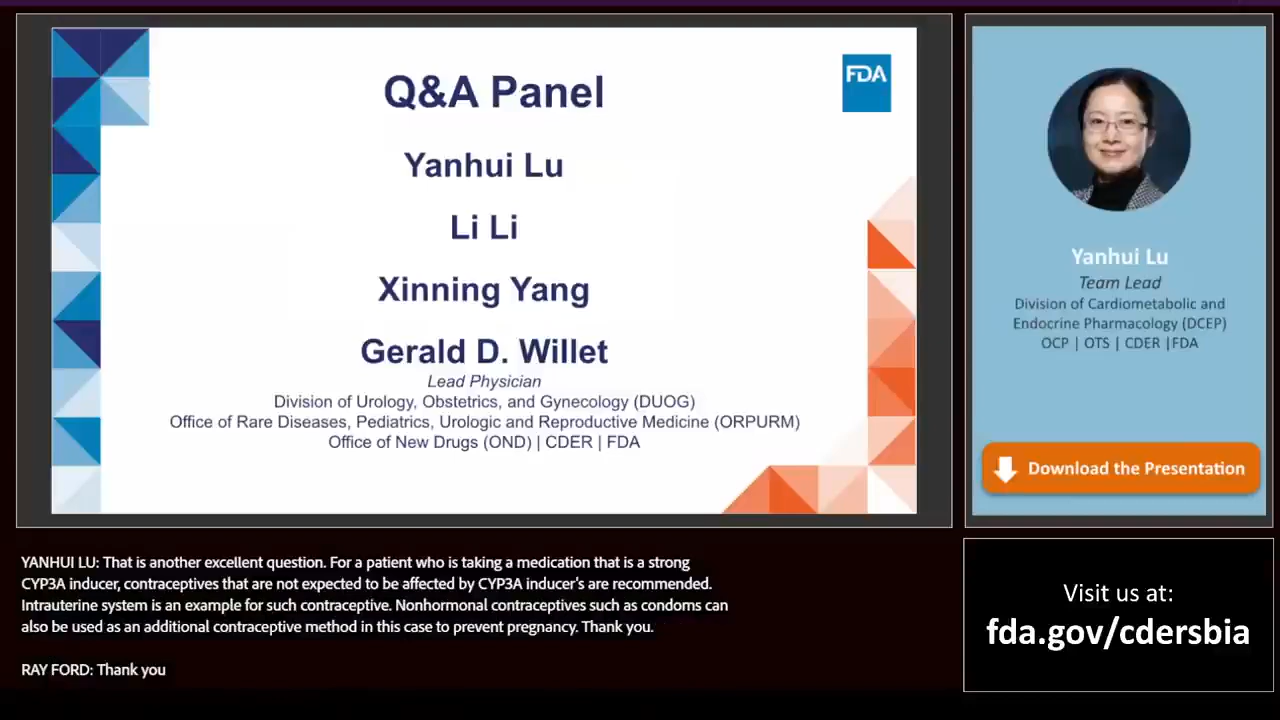 Q&A Panel
FDA
Yanhui Lu
Li Li
Xinning Yang
Gerald D. Willet
Lead Physician
Division of Urology, Obstetrics, and Gynecology (DUOG)
Office of Rare Diseases, Pediatrics, Urologic and Reproductive Medicine (ORPURM)
Office of New Drugs (OND) | CDER | FDA
Yanhui Lu
Team Lead
Division of Cardiometabolic and
Endocrine Pharmacology (DCEP)
OCP | OTS | CDER |FDA
Download the Presentation
YANHUI LU: That is another excellent question. For a patient who is taking a medication that is a strong
CYP3A inducer, contraceptives that are not expected to be affected by CYP3A inducer's are recommended.
Intrauterine system is an example for such contraceptive. Nonhormonal contraceptives such as condoms can
also be used as an additional contraceptive method in this case to prevent pregnancy. Thank you.
RAY FORD: Thank you
Visit us at:
fda.gov/cdersbia